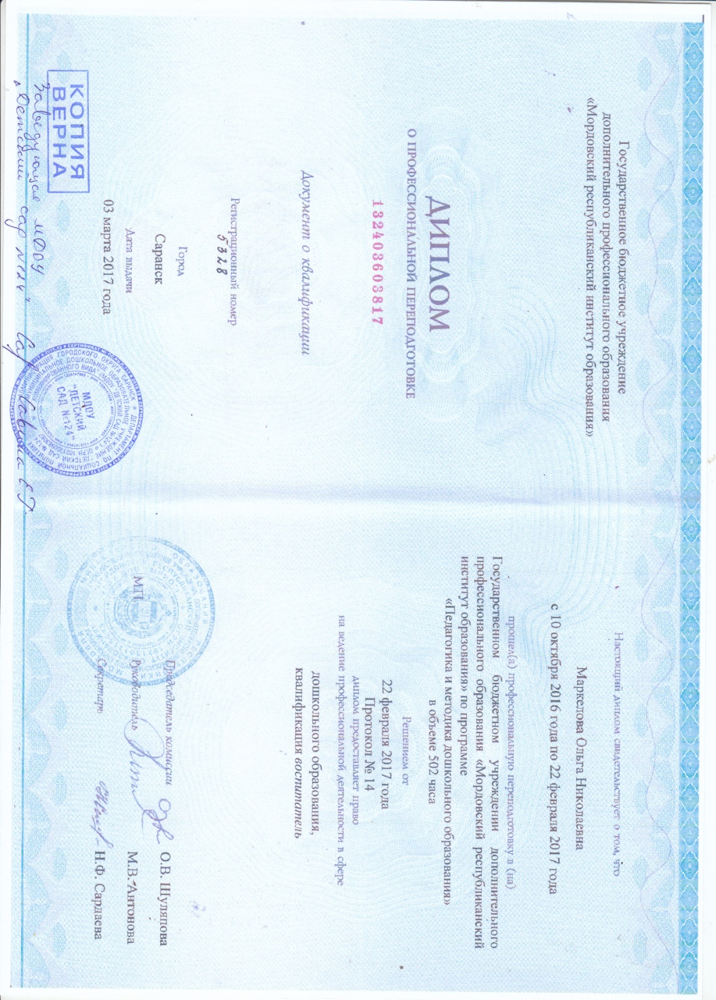 Государственное бюджетное учреждение
дополнительного профессионального образования
«Мордовский республиканский институт образования»
ДИПЛОМ
О ПРОФЕССИОНАЛЬНОЙ ПЕРЕПОДГОТОВКЕ
132403603817
Документ о квалификации
Регистрационный номер
5328
Город
Саранск
Дата выдачи
03 марта 2017 года
КОПИЯ
ВЕРНА
Заведующая МДОУ
«Детский сад №124»
Савина Е.Г.
МДОУ
"ДЕТСКИЙ
САД №124"
Настоящий диплом свидетельствует о том, что
Маркелова Ольга Николаевна
с 10 октября 2016 года по 22 февраля 2017 года
прошел(а) профессиональную переподготовку в (на)
Государственном бюджетном учреждении дополнительного
профессионального образования «Мордовский республиканский
институт образования» по программе
«Педагогика и методика дошкольного образования»
в объеме 502 часа
Решением от
22 февраля 2017 года
Протокол № 14
диплом предоставляет право
на ведение профессиональной деятельности в сфере
дошкольного образования,
квалификация воспитатель
Председатель комиссии О.В. Шуляпова
МП Руководитель М.В. Антонова
Секретарь Н.Ф. Сардаева